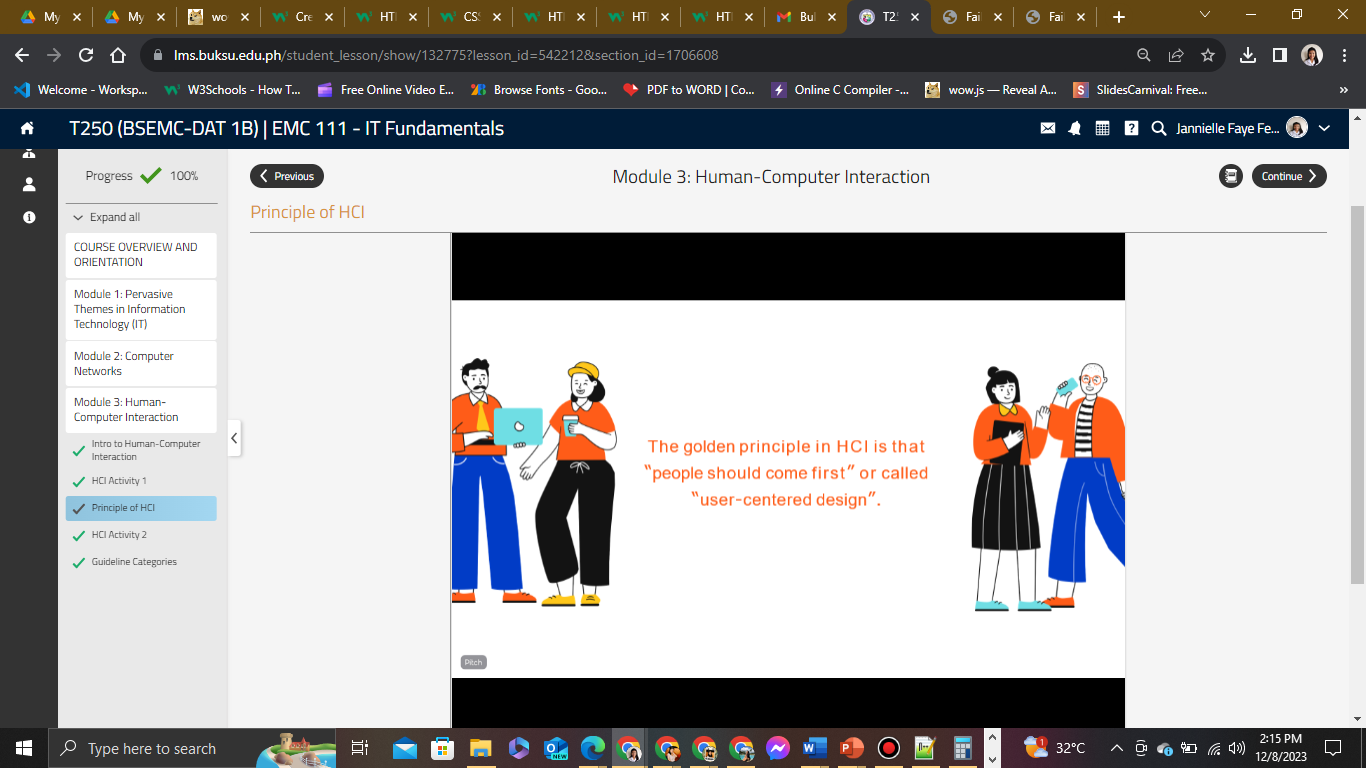 My
My
wo
Cre
HTI
CSS
HTI
HTI
HTI
Bul
T25
Fail
Fail
lms.buksu.edu.ph/student_lesson/show/132775?lesson_id=542212&section_id=1706608
Welcome - Worksp...
W3Schools - How T...
Free Online Video E...
Browse Fonts - Goo...
PDF to WORD | Co...
Online C Compiler -...
wow.js — Reveal A...
SlidesCarnival: Free...
T250 (BSEMC-DAT 1B) | EMC 111 - IT Fundamentals
Jannielle Faye Fe...
Progress 100%
Expand all
COURSE OVERVIEW AND
ORIENTATION
Module 1: Pervasive
Themes in Information
Technology (IT)
Module 2: Computer
Networks
Module 3: Human-
Computer Interaction
Intro to Human-Computer
Interaction
HCI Activity 1
Principle of HCI
HCI Activity 2
Guideline Categories
Previous
Module 3: Human-Computer Interaction
Continue
Principle of HCI
The golden principle in HCI is that
“people should come first” or called
“user-centered design”.
Pitch
Type here to search
NEW
1
32°C
2:15 PM
12/8/2023